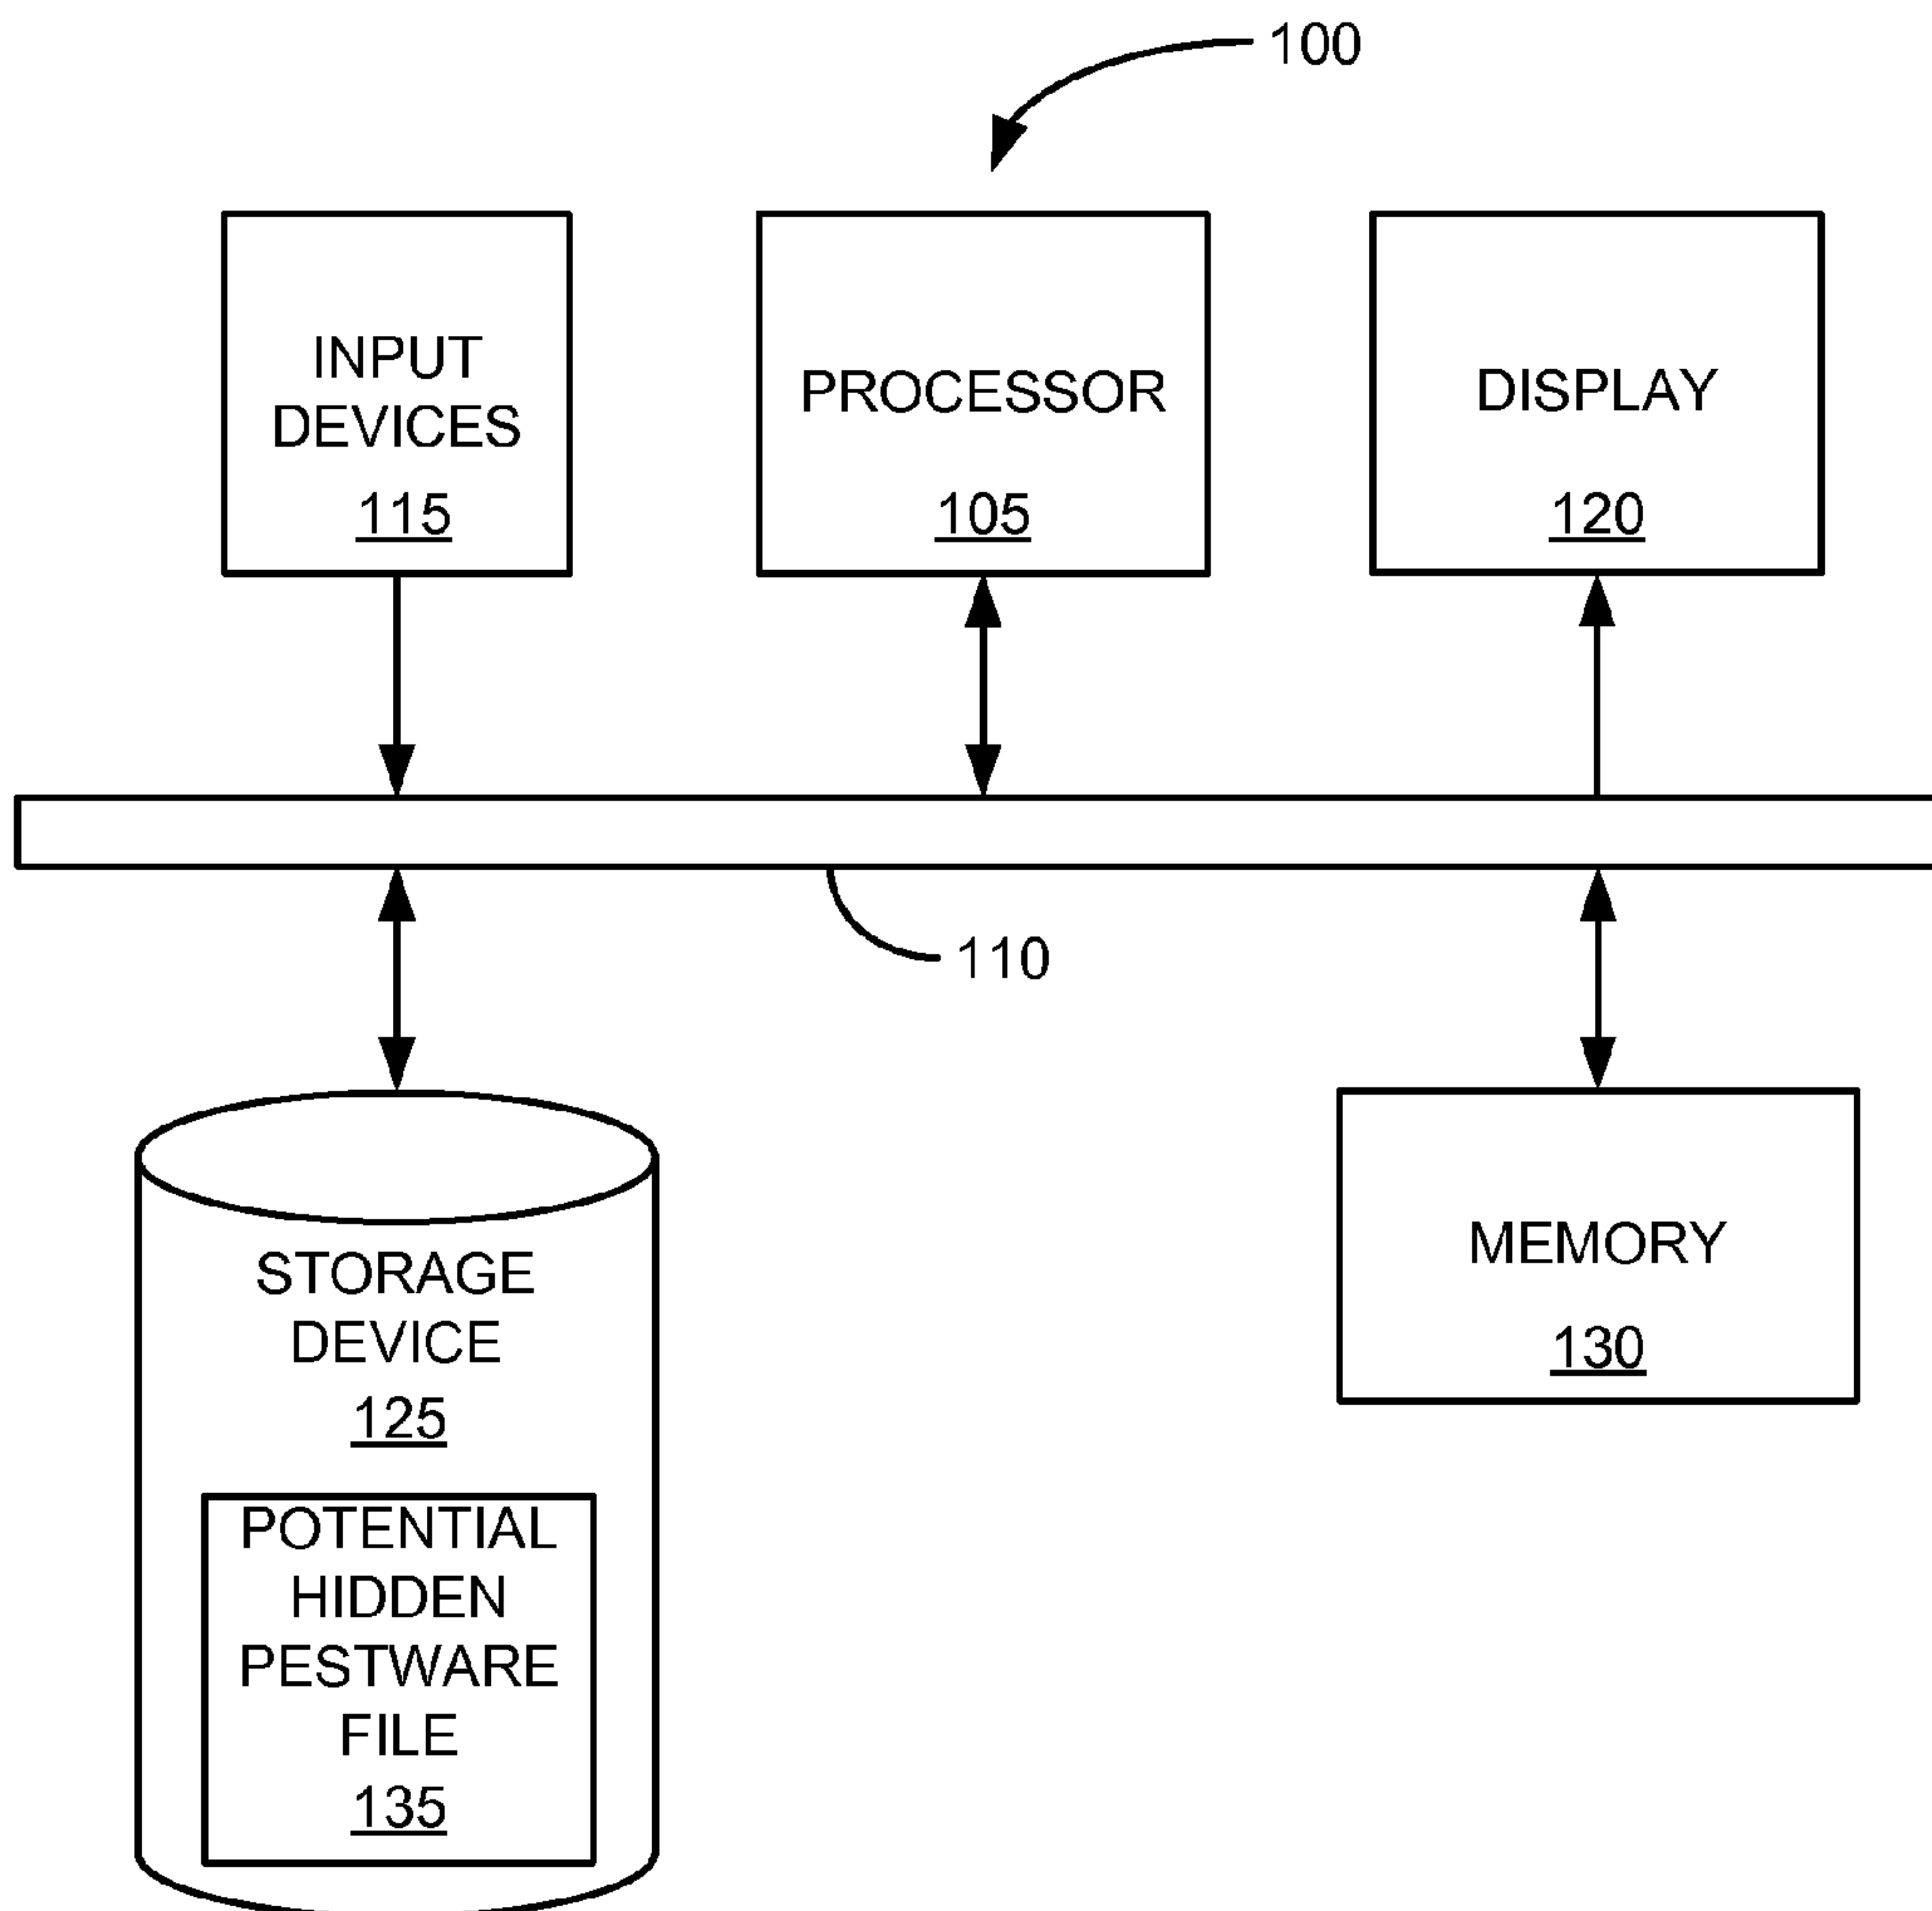 100
INPUT
DEVICES
115
PROCESSOR
105
DISPLAY
120
110
STORAGE
DEVICE
125
POTENTIAL
HIDDEN
PESTWARE
FILE
135
MEMORY
130